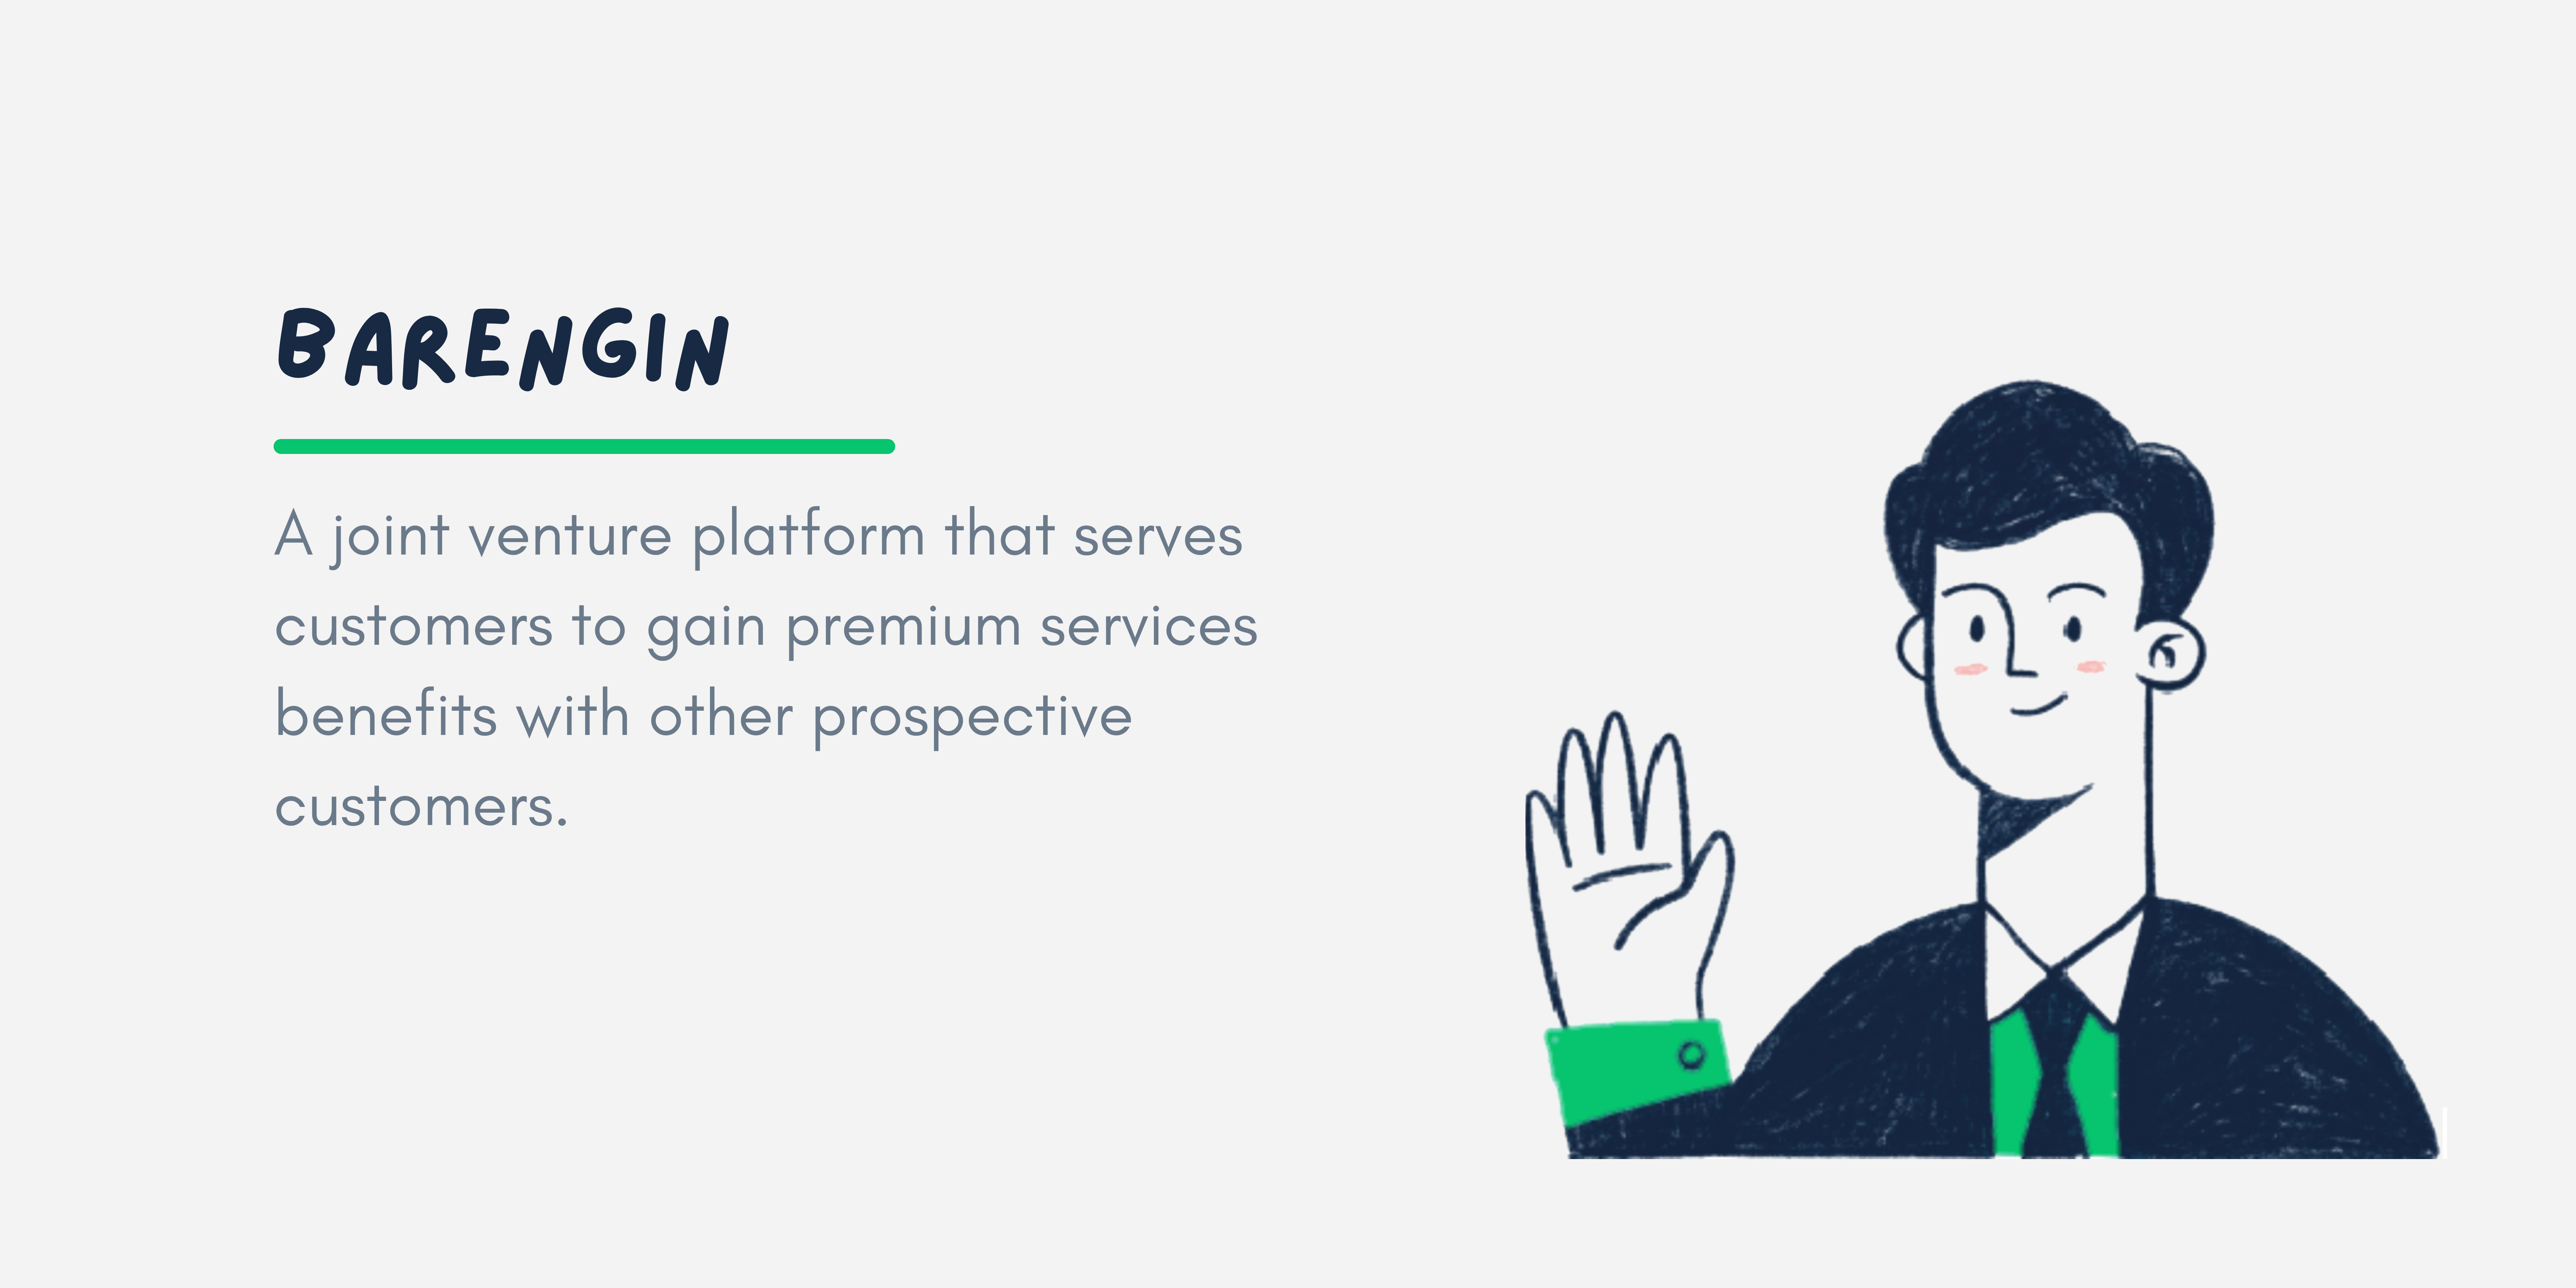 BARENGIN
A joint venture platform that serves
customers to gain premium services
benefits with other prospective
customers.